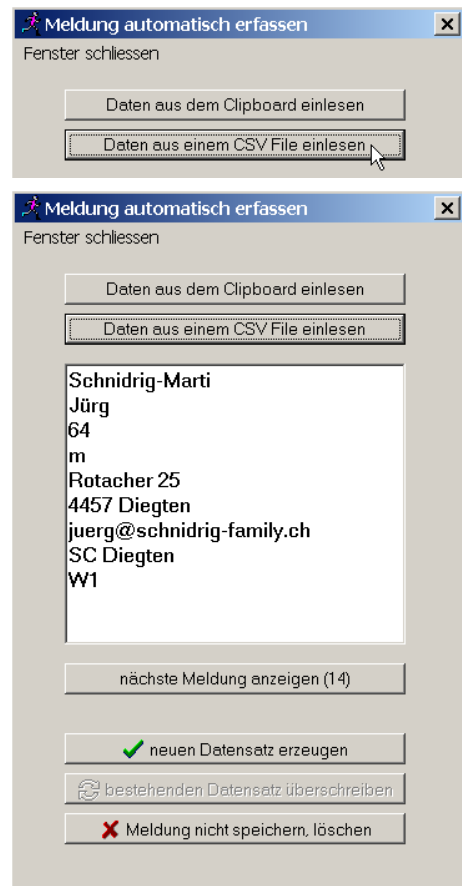 Meldung automatisch erfassen
Fenster schliessen
Daten aus dem Clipboard einlesen
Daten aus einem CSV File einlesen
Meldung automatisch erfassen
Fenster schliessen
Daten aus dem Clipboard einlesen
Daten aus einem CSV File einlesen
Schnidrig-Marti
Jürg
64
m
Rotacher 25
4457 Diegten
juerg@schnidrig-family.ch
SC Diegten
W1
nächste Meldung anzeigen (14)
neuen Datensatz erzeugen
bestehenden Datensatz überschreiben
Meldung nicht speichern, löschen